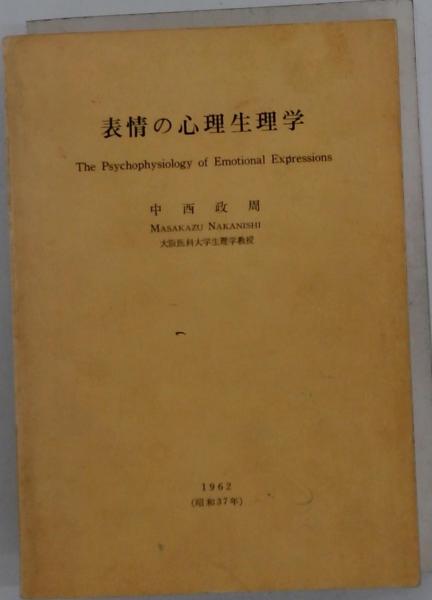 表情の心理生理学
The Psychophysiology of Emotional Expressions
中西政周
MASAKAZU NAKANISHI
大阪医科大学生理学教授
1962
(昭和37年)